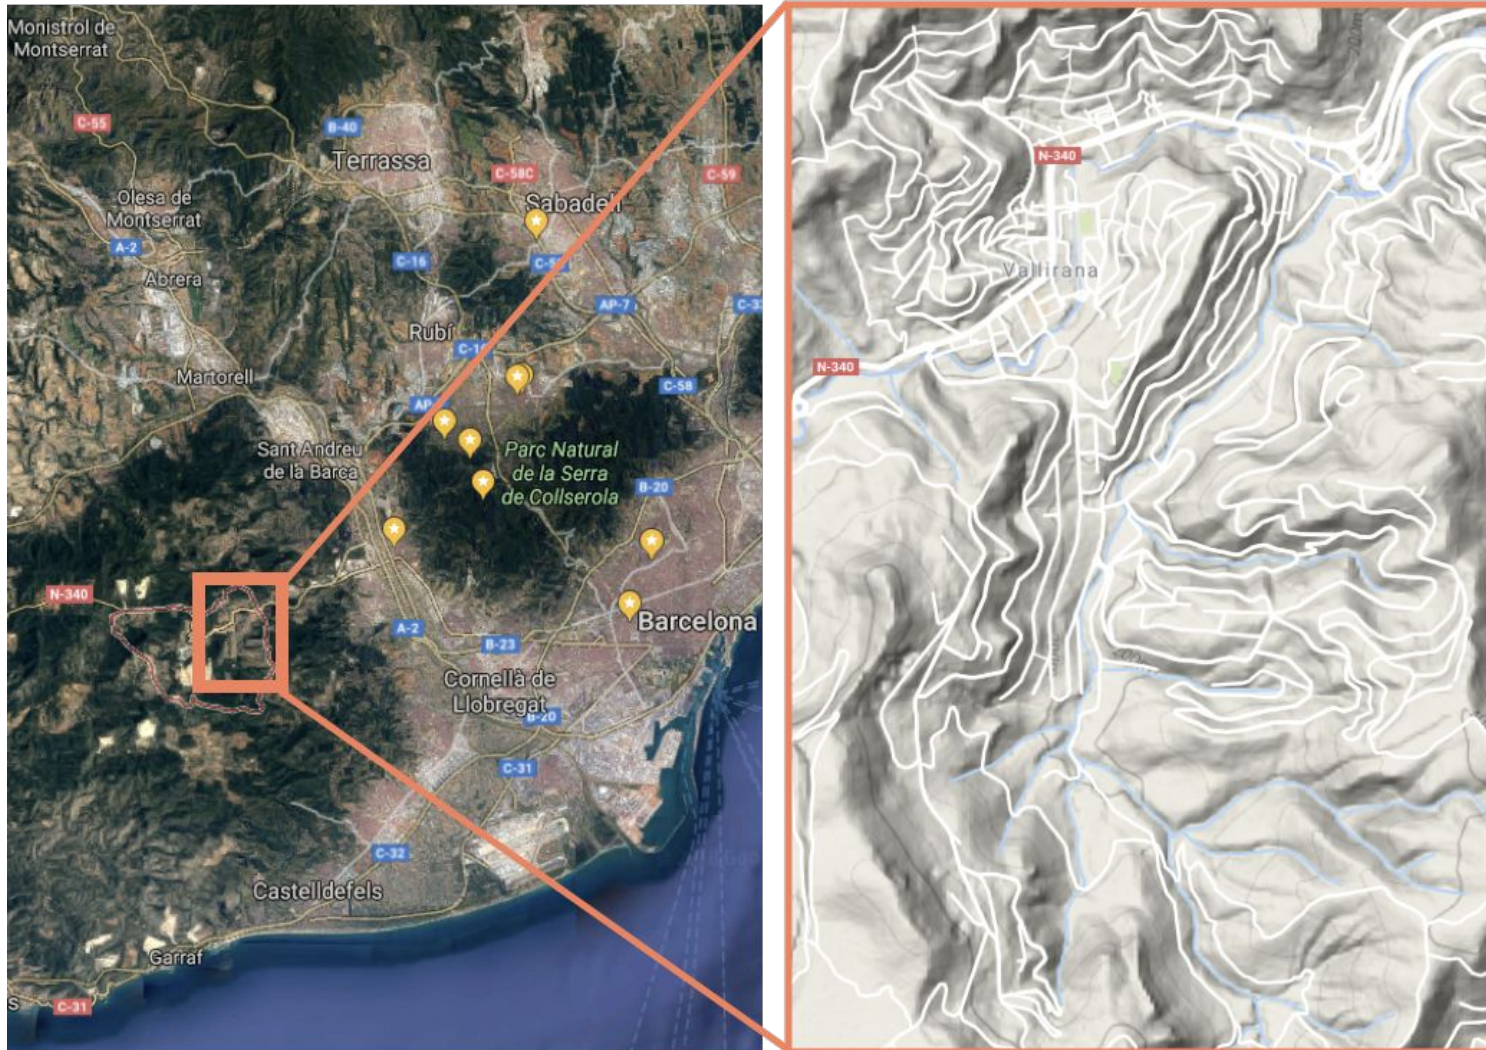 Monistrol de
Montserrat
C-55
B-40
Terrassa
C-58C
C-59
Sabadell
Olesa de
Montserrat
A-2
C-16
Abrera
AP-7
Rubí
Martorell
C-58
Sant Andreu
de la Barca
Parc Natural
de la Serra
de Collserola
B-20
N-340
Barcelona
A-2
B-23
Cornellà de
Llobregat
B-20
C-31
C-32
Castelldefels
Garraf
S
C-31
N-340
Vallirana
N-340